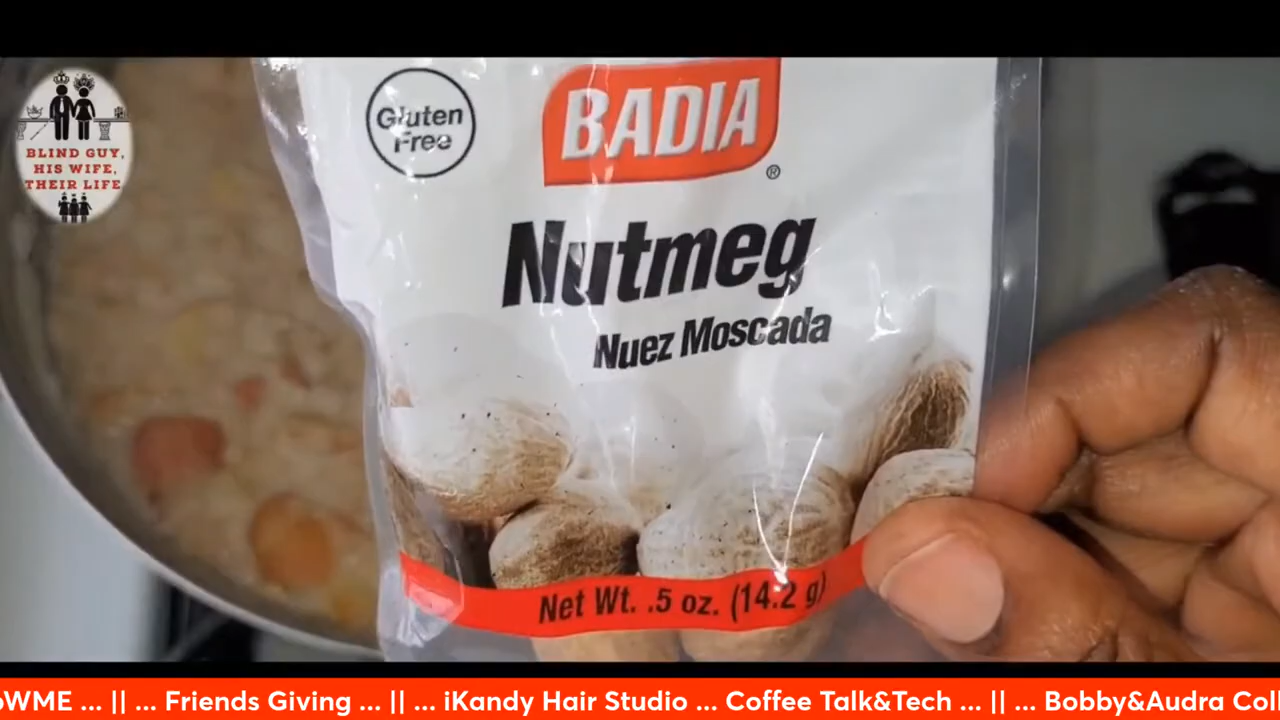 BLIND GUY,
HIS WIFE,
THEIR LIFE
Gluten
Free
BADIA
®
Nutmeg
Nuez Moscada
Net Wt. .5 oz. (14.2 g)
... || ... Friends Giving ... || ... iKandy Hair Studio ... Coffee Talk&Tech ... || ... Bobby&Audra